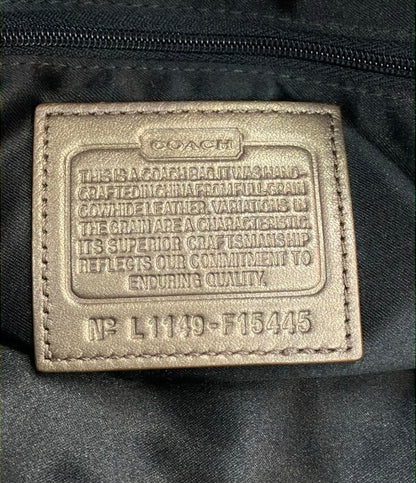 COACH
THIS IS A COACH BAG. IT WAS HAND-
CRAFTED IN CHINA FROM FULL GRAIN
COWHIDE LEATHER. VARIATIONS IN
THE GRAIN ARE A CHARACTERISTIC.
ITS SUPERIOR CRAFTSMANSHIP
REFLECTS OUR COMMITMENT TO
ENDURING QUALITY.
Nº L1149-F15445